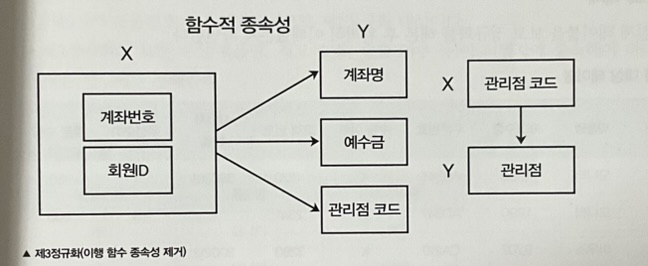 함수적 종속성
X
Y
계좌번호
회원ID
계좌명
예수금
관리점 코드
X
관리점 코드
Y
관리점
▲ 제3정규화(이행 함수 종속성 제거)